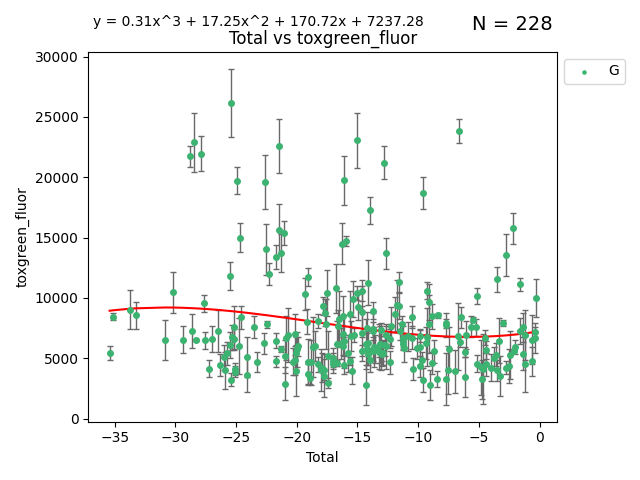 y = 0.31x^3 + 17.25x^2 + 170.72x + 7237.28
N = 228
Total vs toxgreen_fluor
G
30000
25000
20000
15000
10000
5000
0
toxgreen_fluor
−35 −30 −25 −20 −15 −10 −5 0
Total